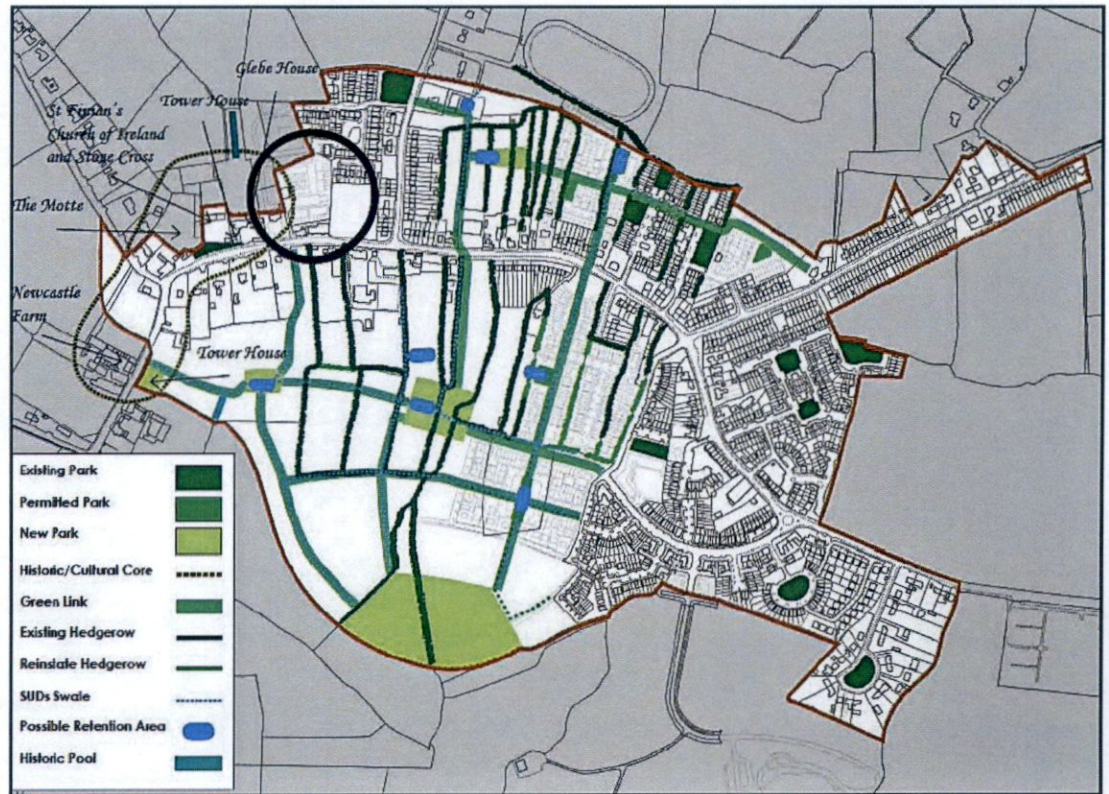 Glebe House
Tower House
St Finian's
Church of Ireland
and Stone Cross
The Motte
Newcastle
Farm
Tower House
Existing Park
Permitted Park
New Park
Historic/Cultural Core
Green Link
Existing Hedgerow
Reinstate Hedgerow
SUDs Swale
Possible Retention Area
Historic Pool